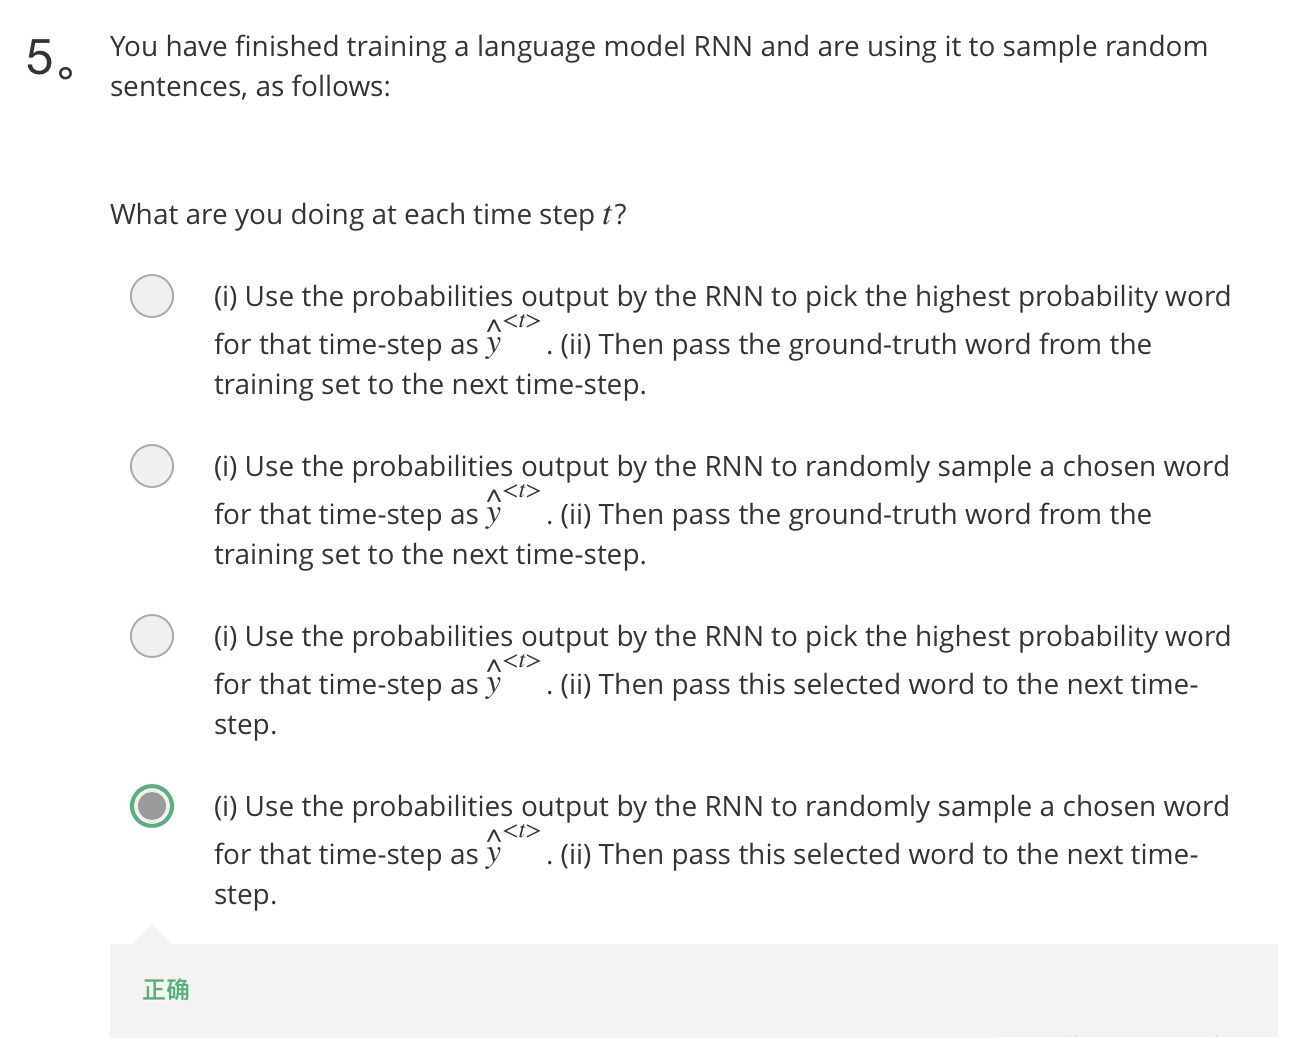 5。
You have finished training a language model RNN and are using it to sample random
sentences, as follows:
What are you doing at each time step t?
(i) Use the probabilities output by the RNN to pick the highest probability word
for that time-step as ŷ<t>. (ii) Then pass the ground-truth word from the
training set to the next time-step.
(i) Use the probabilities output by the RNN to randomly sample a chosen word
for that time-step as ŷ<t>. (ii) Then pass the ground-truth word from the
training set to the next time-step.
(i) Use the probabilities output by the RNN to pick the highest probability word
for that time-step as ŷ<t>. (ii) Then pass this selected word to the next time-
step.
(i) Use the probabilities output by the RNN to randomly sample a chosen word
for that time-step as ŷ<t>. (ii) Then pass this selected word to the next time-
step.
正确